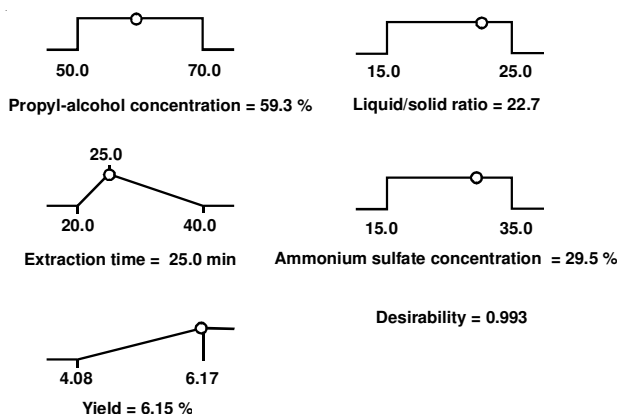 50.0 70.0
Propyl-alcohol concentration = 59.3 %
15.0 25.0
Liquid/solid ratio = 22.7
25.0
20.0 40.0
Extraction time = 25.0 min
15.0 35.0
Ammonium sulfate concentration = 29.5 %
4.08 6.17
Yield = 6.15 %
Desirability = 0.993